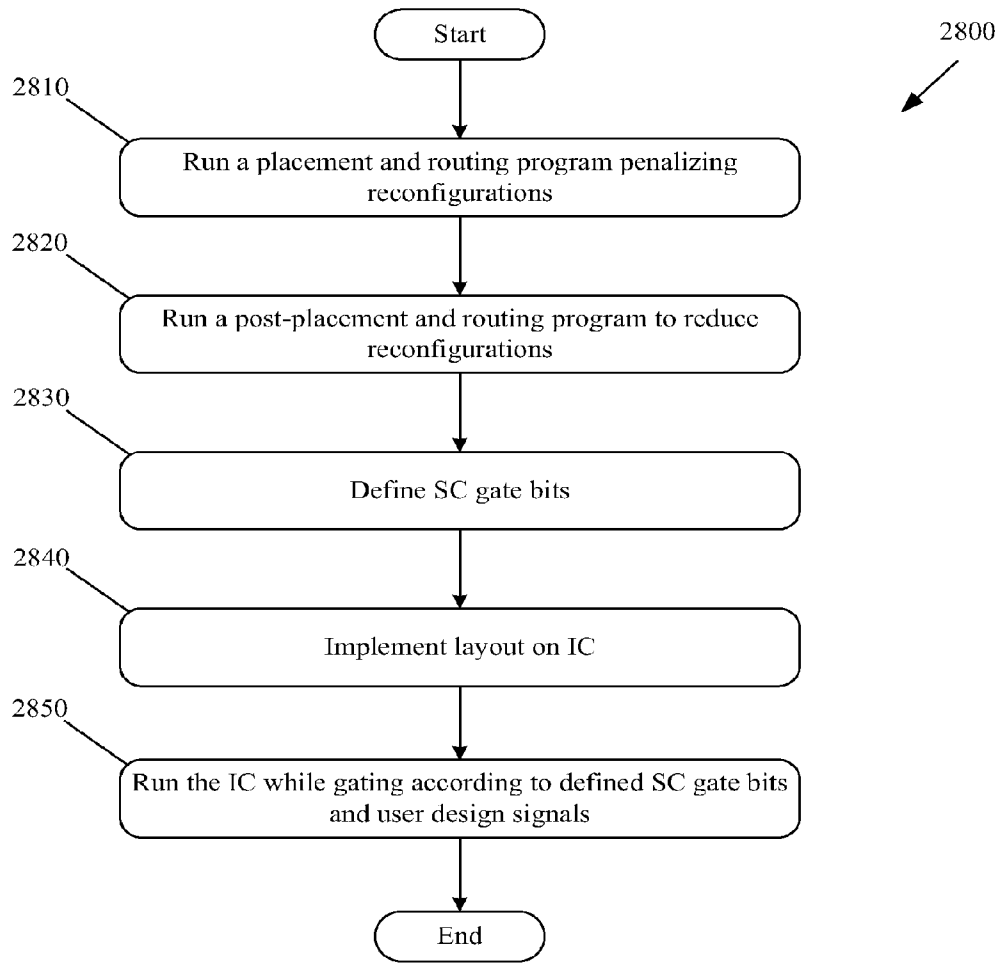 Start
2800
2810
Run a placement and routing program penalizing
reconfigurations
2820
Run a post-placement and routing program to reduce
reconfigurations
2830
Define SC gate bits
2840
Implement layout on IC
2850
Run the IC while gating according to defined SC gate bits
and user design signals
End